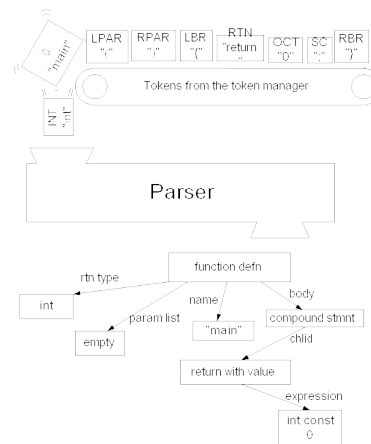 "main"
LPAR
"("
RPAR
")"
LBR
"{"
RTN
"return
"
OCT
"0"
SC
";"
RBR
"}"
Tokens from the token manager
INT
"int"
Parser
function defn
rtn type
param list
name
body
int
empty
"main"
compound stmnt
chlid
return with value
expression
int const
0